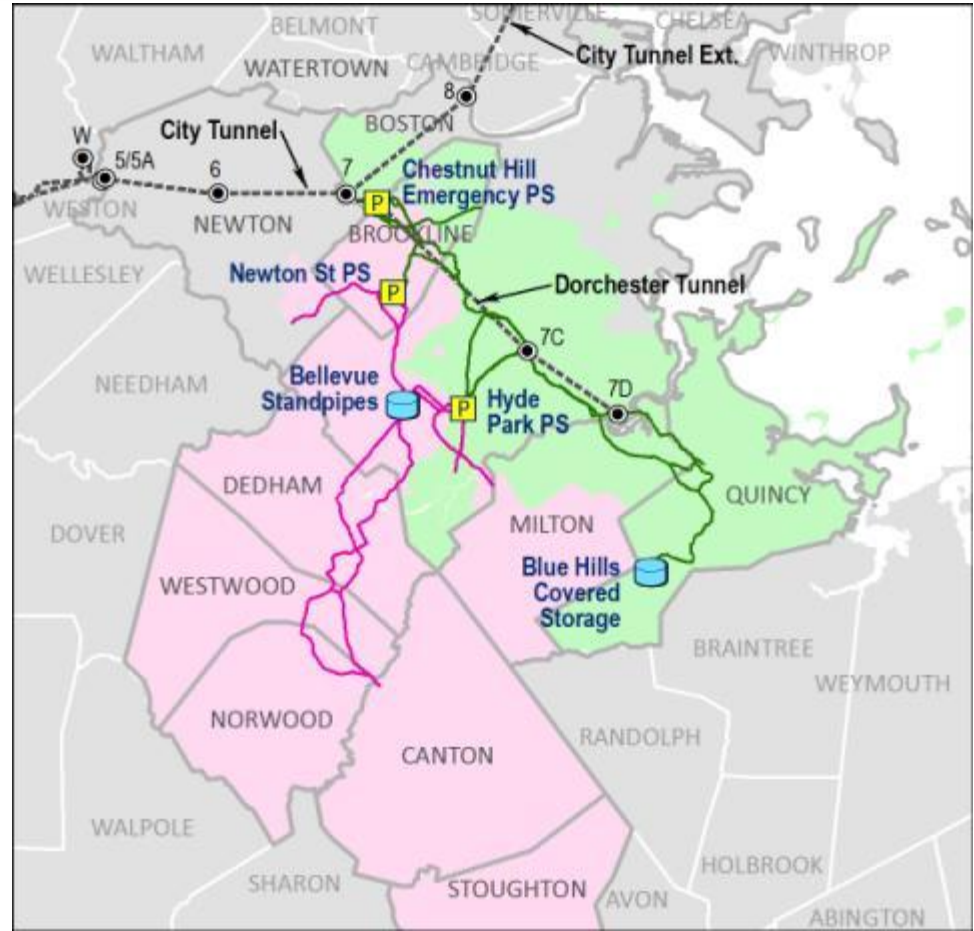 SOMERVILLE
CHELSEA
BELMONT
WINTHROP
WALTHAM
City Tunnel Ext.
CAMBRIDGE
WATERTOWN
8
BOSTON
City Tunnel
W
5/5A
6
7
Chestnut Hill
Emergency PS
WESTON
NEWTON
P
BROOKLINE
WELLESLEY
Newton St PS
P
Dorchester Tunnel
7C
NEEDHAM
Bellevue
Standpipes
7D
P
Hyde
Park PS
DEDHAM
QUINCY
MILTON
DOVER
Blue Hills
Covered
Storage
WESTWOOD
BRAINTREE
WEYMOUTH
NORWOOD
RANDOLPH
CANTON
WALPOLE
HOLBROOK
SHARON
STOUGHTON
AVON
ABINGTON